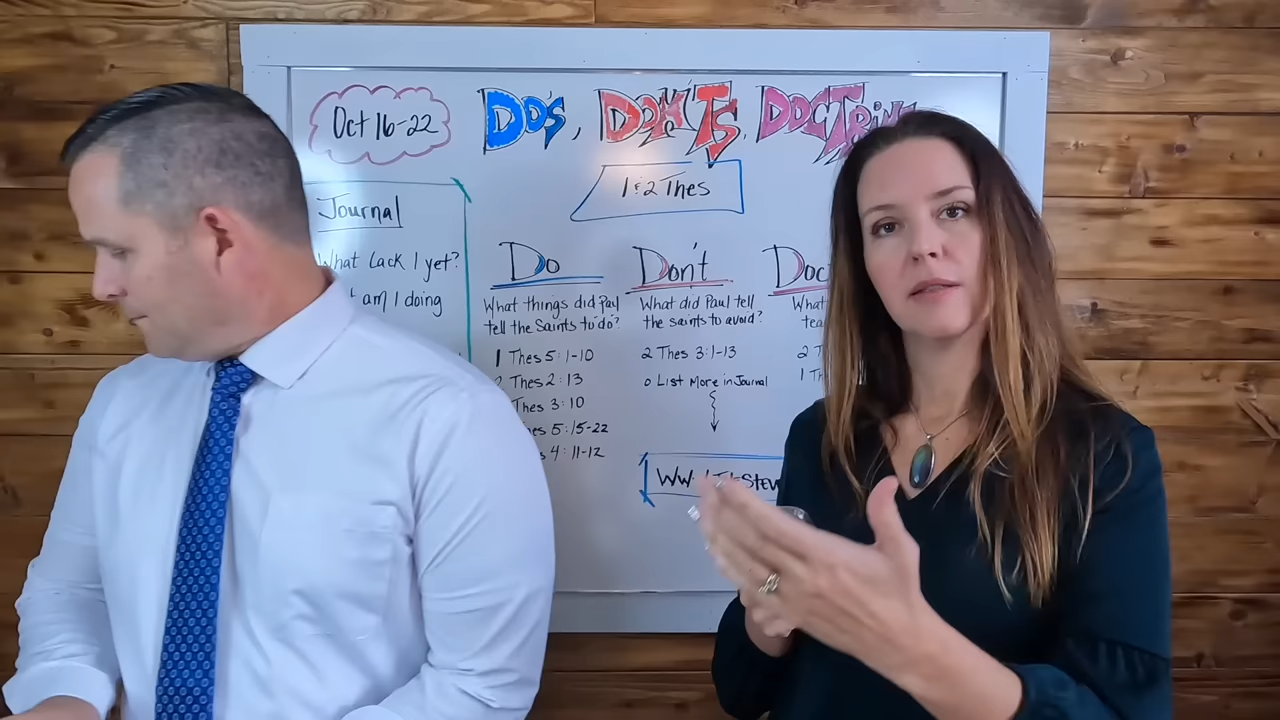 Oct 16-22
Do's, Don'ts, Doctrin
1 & 2 Thes
Journal
What Lack I yet?
am I doing
Do
What things did Paul
tell the Saints to do?
1 Thes 5:1-10
2 Thes 2:13
Thes 3:10
es 5:15-22
s 4:11-12
Don't
What did Paul tell
the saints to avoid?
2 Thes 3:1-13
o List More in Journal
Doc
What
tea
2 T
1 Th